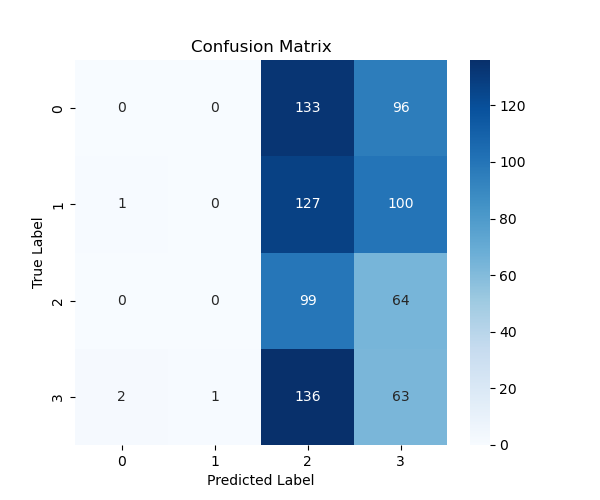 Confusion Matrix
True Label
0 0 0 133 96
1 1 0 127 100
2 0 0 99 64
3 2 1 136 63
0 1 2 3
Predicted Label
120
100
80
60
40
20
0